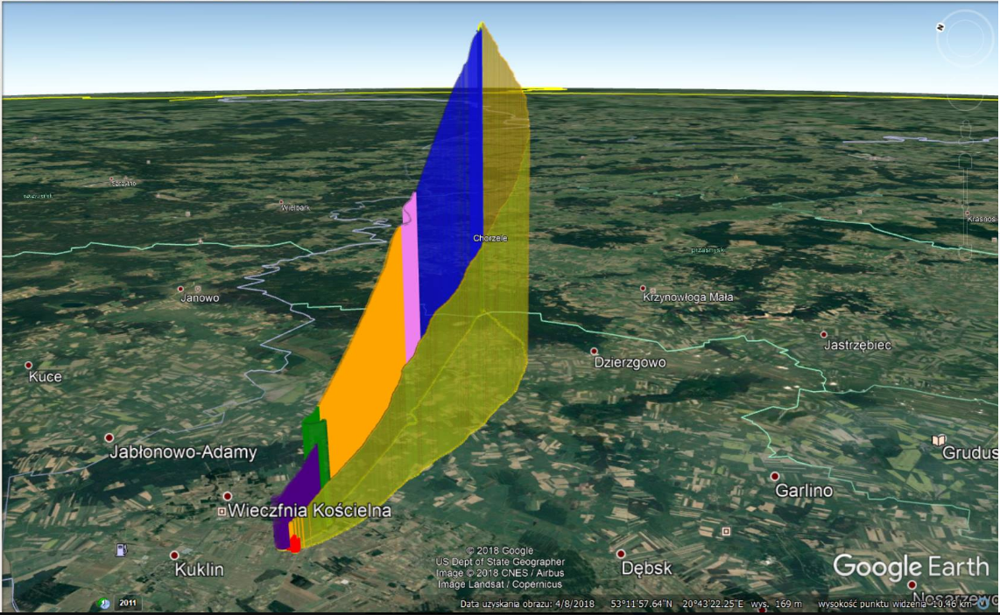 N
Szczytno
Wielbark
Chorzele
przasnyski
Krasnos
Janowo
Krzynowłoga Mała
Jastrzębiec
Dzierzgowo
Kuce
Jabłonowo-Adamy
Grudus
Garlino
Wieczfnia Kościelna
Kuklin
Dębsk
© 2018 Google
US Dept of State Geographer
Image © 2018 CNES / Airbus
Image Landsat / Copernicus
Google Earth
Nosarzewo
2011
Data uzyskania obrazu: 4/8/2018 53°11'57.64"N 20°43'22.25"E wys. 169 m wysokość punktu widzenia 10.46 km